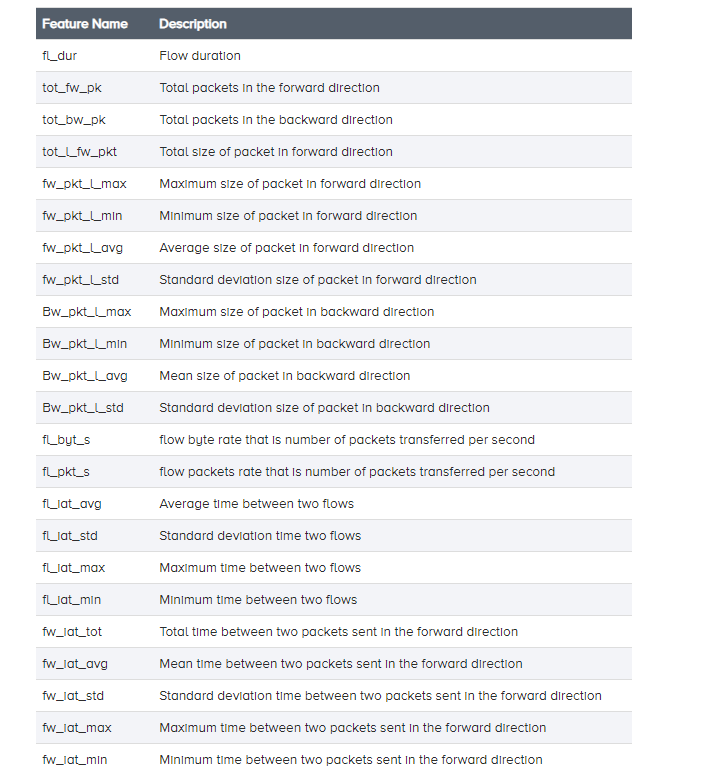 Feature Name Description
fl_dur Flow duration
tot_fw_pk Total packets in the forward direction
tot_bw_pk Total packets in the backward direction
tot_l_fw_pkt Total size of packet in forward direction
fw_pkt_l_max Maximum size of packet in forward direction
fw_pkt_l_min Minimum size of packet in forward direction
fw_pkt_l_avg Average size of packet in forward direction
fw_pkt_l_std Standard deviation size of packet in forward direction
Bw_pkt_l_max Maximum size of packet in backward direction
Bw_pkt_l_min Minimum size of packet in backward direction
Bw_pkt_l_avg Mean size of packet in backward direction
Bw_pkt_l_std Standard deviation size of packet in backward direction
fl_byt_s flow byte rate that is number of packets transferred per second
fl_pkt_s flow packets rate that is number of packets transferred per second
fl_iat_avg Average time between two flows
fl_iat_std Standard deviation time two flows
fl_iat_max Maximum time between two flows
fl_iat_min Minimum time between two flows
fw_iat_tot Total time between two packets sent in the forward direction
fw_iat_avg Mean time between two packets sent in the forward direction
fw_iat_std Standard deviation time between two packets sent in the forward direction
fw_iat_max Maximum time between two packets sent in the forward direction
fw_iat_min Minimum time between two packets sent in the forward direction